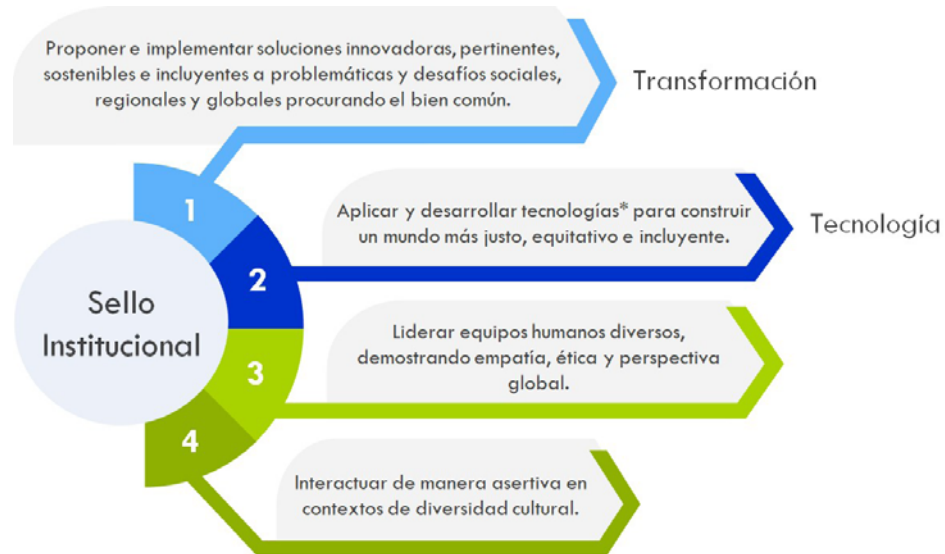 Proponer e implementar soluciones innovadoras, pertinentes,
sostenibles e incluyentes a problemáticas y desafíos sociales,
regionales y globales procurando el bien común.
Transformación
1
Aplicar y desarrollar tecnologías* para construir
un mundo más justo, equitativo e incluyente.
Tecnología
2
Sello
Institucional
Liderar equipos humanos diversos,
demostrando empatía, ética y perspectiva
global.
3
4
Interactuar de manera asertiva en
contextos de diversidad cultural.